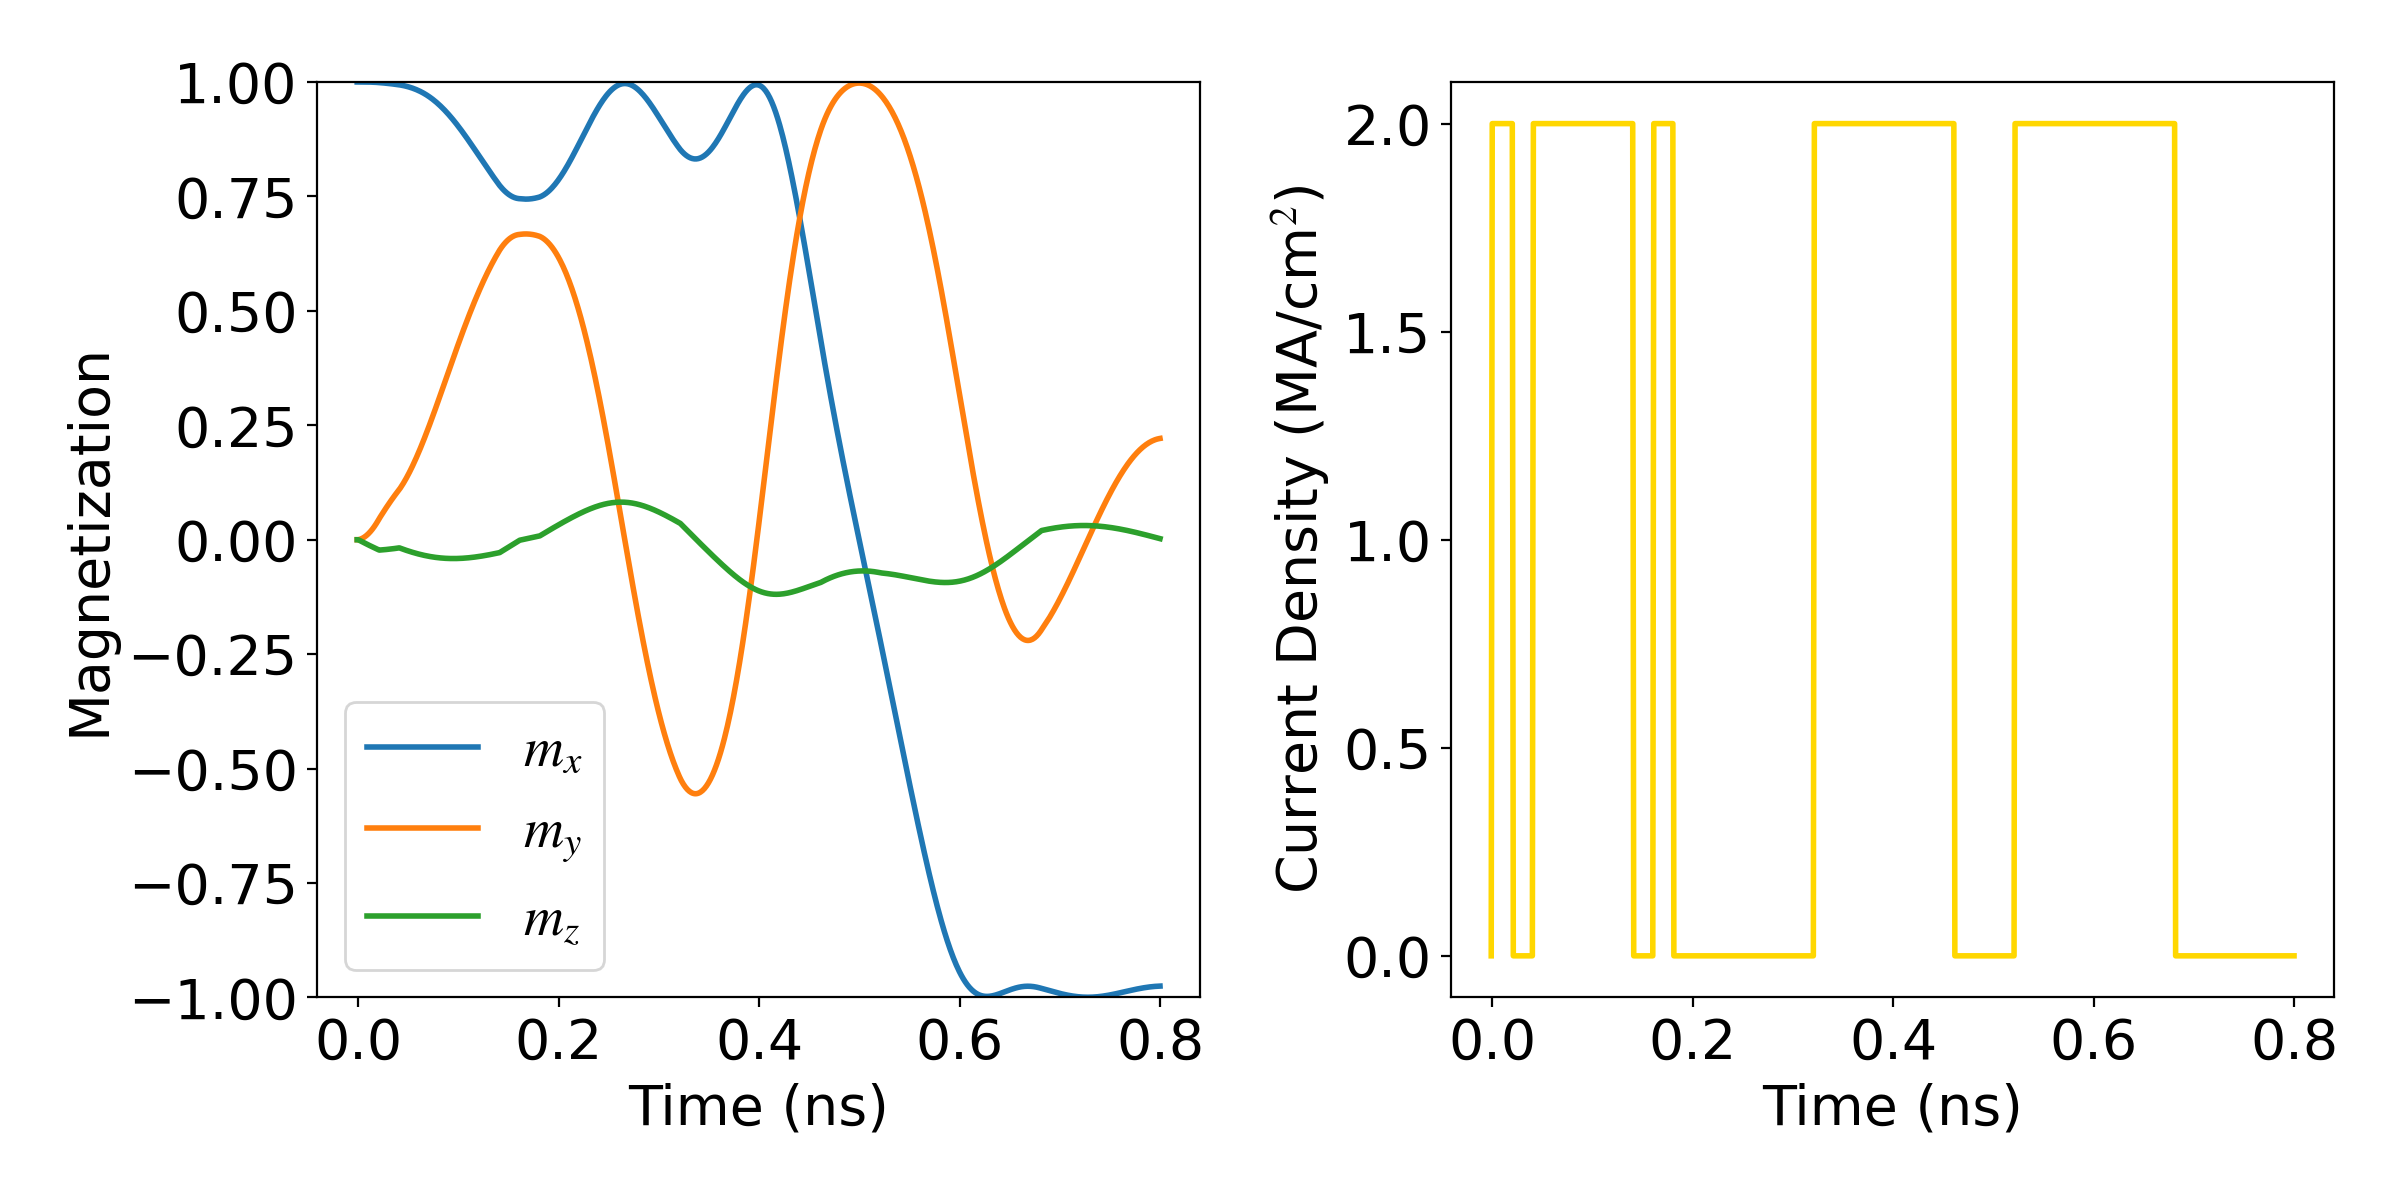 1.00
0.75
0.50
0.25
0.00
−0.25
−0.50
−0.75
−1.00
Magnetization
m_x
m_y
m_z
0.0 0.2 0.4 0.6 0.8
Time (ns)
2.0
1.5
1.0
0.5
0.0
Current Density (MA/cm²)
0.0 0.2 0.4 0.6 0.8
Time (ns)